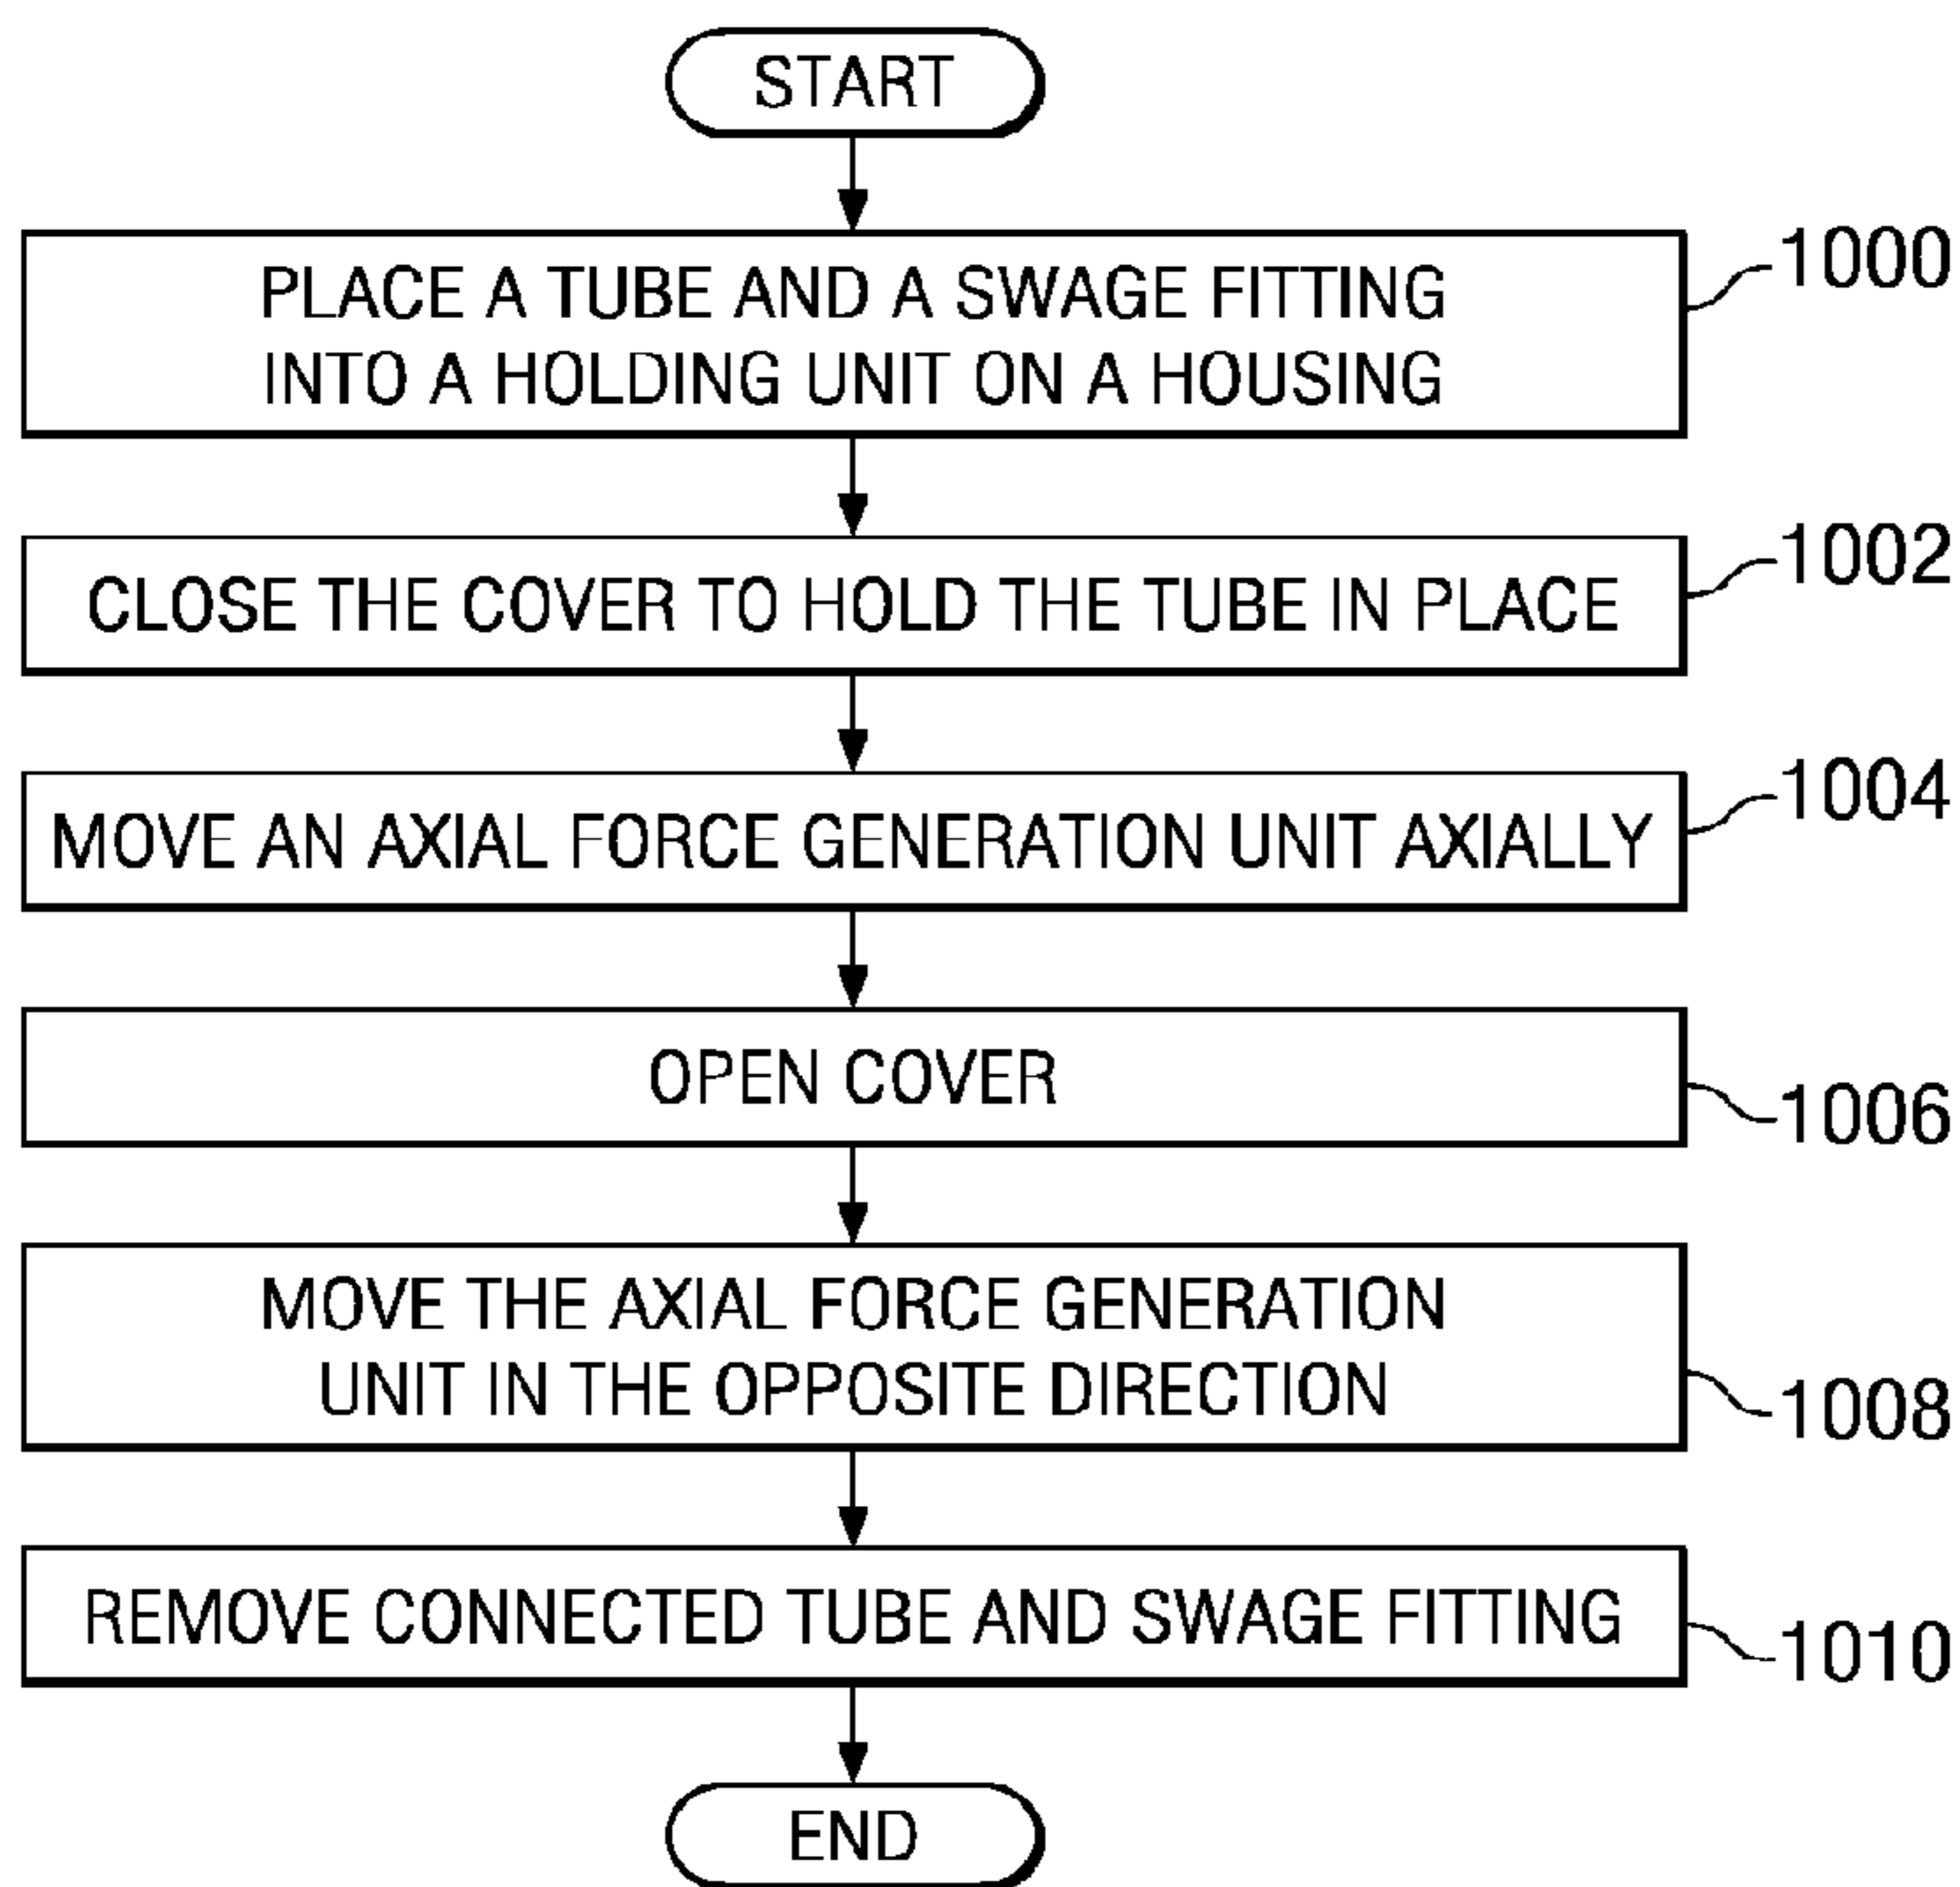 START
PLACE A TUBE AND A SWAGE FITTING
INTO A HOLDING UNIT ON A HOUSING
1000
CLOSE THE COVER TO HOLD THE TUBE IN PLACE
1002
MOVE AN AXIAL FORCE GENERATION UNIT AXIALLY
1004
OPEN COVER
1006
MOVE THE AXIAL FORCE GENERATION
UNIT IN THE OPPOSITE DIRECTION
1008
REMOVE CONNECTED TUBE AND SWAGE FITTING
1010
END